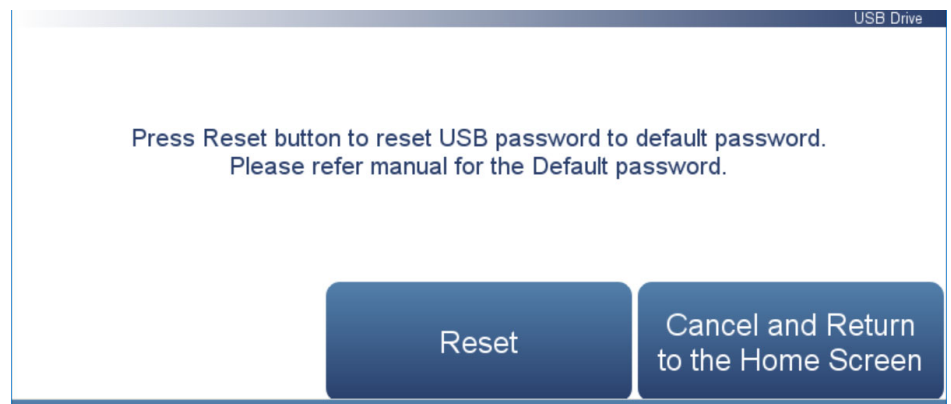 USB Drive
Press Reset button to reset USB password to default password.
Please refer manual for the Default password.
Reset
Cancel and Return
to the Home Screen